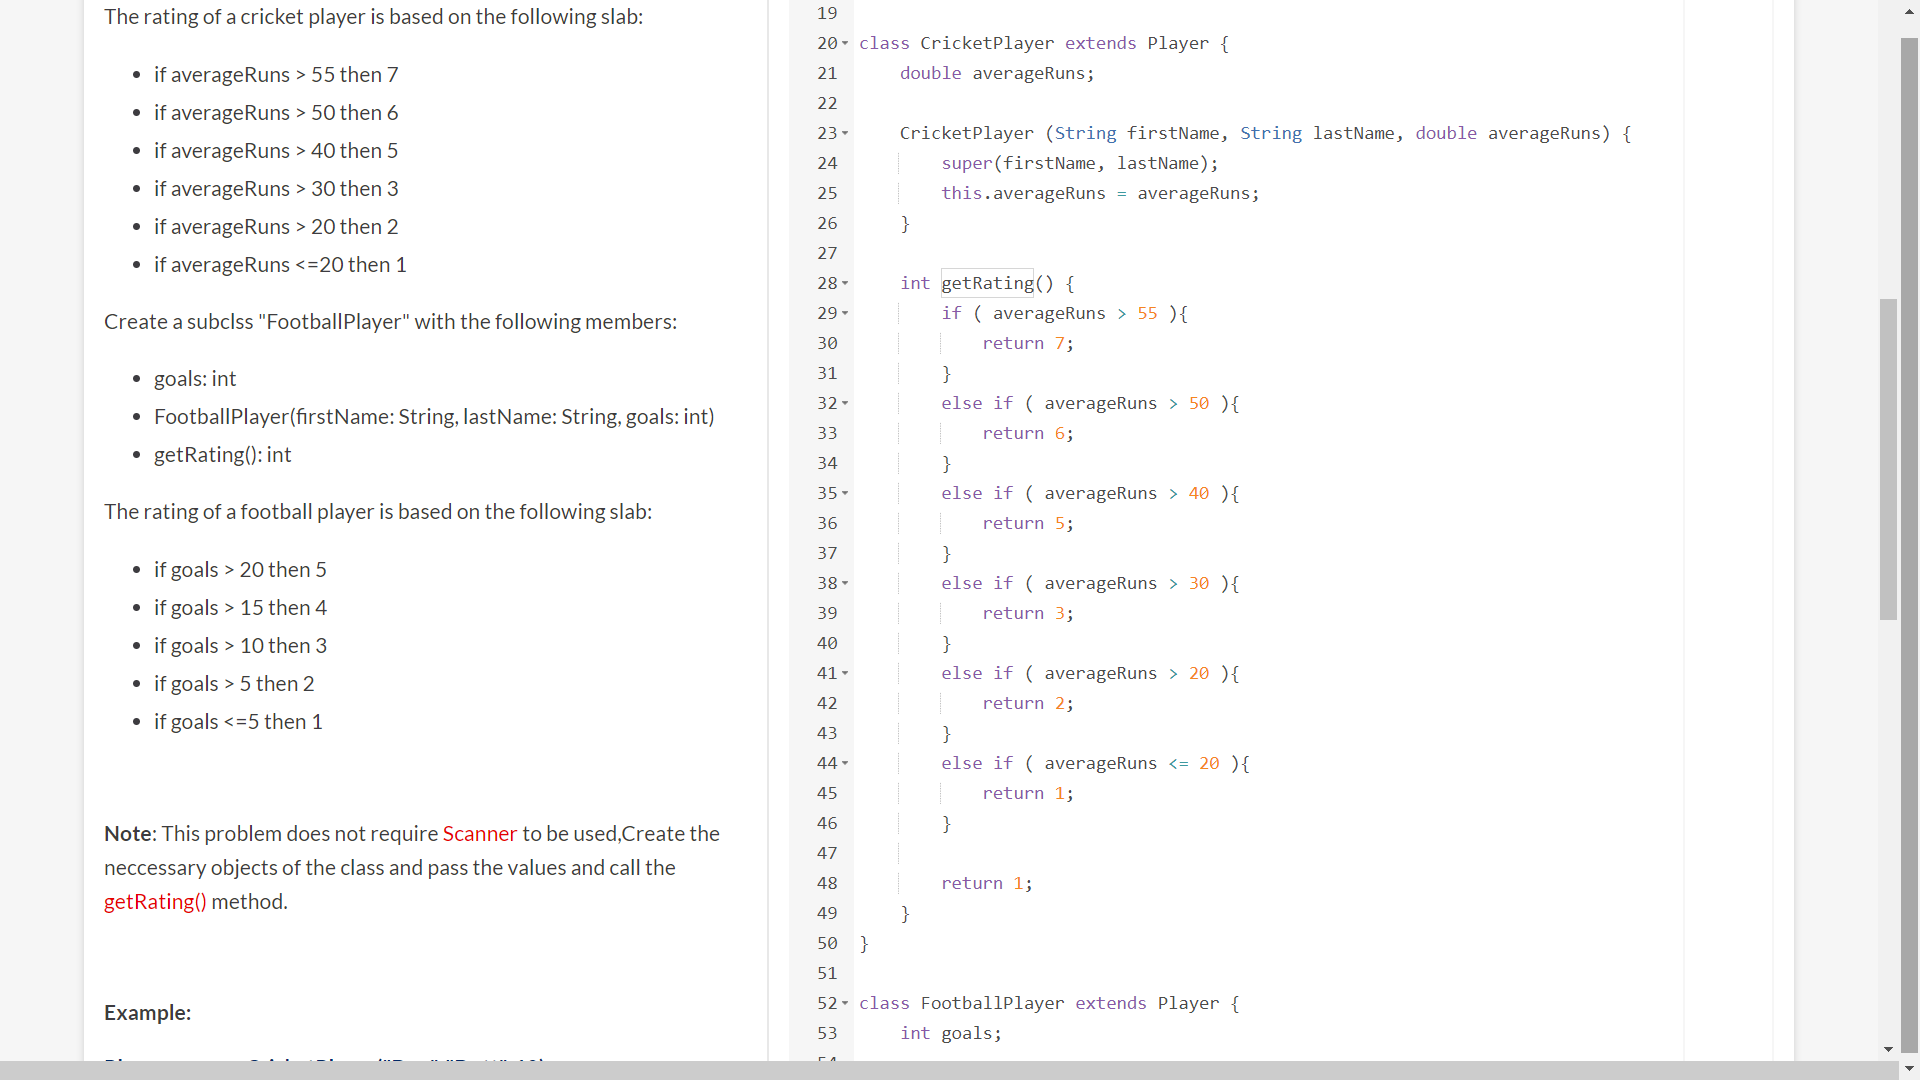 The rating of a cricket player is based on the following slab:
if averageRuns > 55 then 7
if averageRuns > 50 then 6
if averageRuns > 40 then 5
if averageRuns > 30 then 3
if averageRuns > 20 then 2
if averageRuns <=20 then 1
Create a subclss "FootballPlayer" with the following members:
goals: int
FootballPlayer(firstName: String, lastName: String, goals: int)
getRating(): int
The rating of a football player is based on the following slab:
if goals > 20 then 5
if goals > 15 then 4
if goals > 10 then 3
if goals > 5 then 2
if goals <=5 then 1
Note: This problem does not require Scanner to be used,Create the
neccessary objects of the class and pass the values and call the
getRating() method.
Example:
19
20 class CricketPlayer extends Player {
21     double averageRuns;
22
23     CricketPlayer (String firstName, String lastName, double averageRuns) {
24         super(firstName, lastName);
25         this.averageRuns = averageRuns;
26     }
27
28     int getRating() {
29         if ( averageRuns > 55 ){
30             return 7;
31         }
32         else if ( averageRuns > 50 ){
33             return 6;
34         }
35         else if ( averageRuns > 40 ){
36             return 5;
37         }
38         else if ( averageRuns > 30 ){
39             return 3;
40         }
41         else if ( averageRuns > 20 ){
42             return 2;
43         }
44         else if ( averageRuns <= 20 ){
45             return 1;
46         }
47
48         return 1;
49     }
50 }
51
52 class FootballPlayer extends Player {
53     int goals;